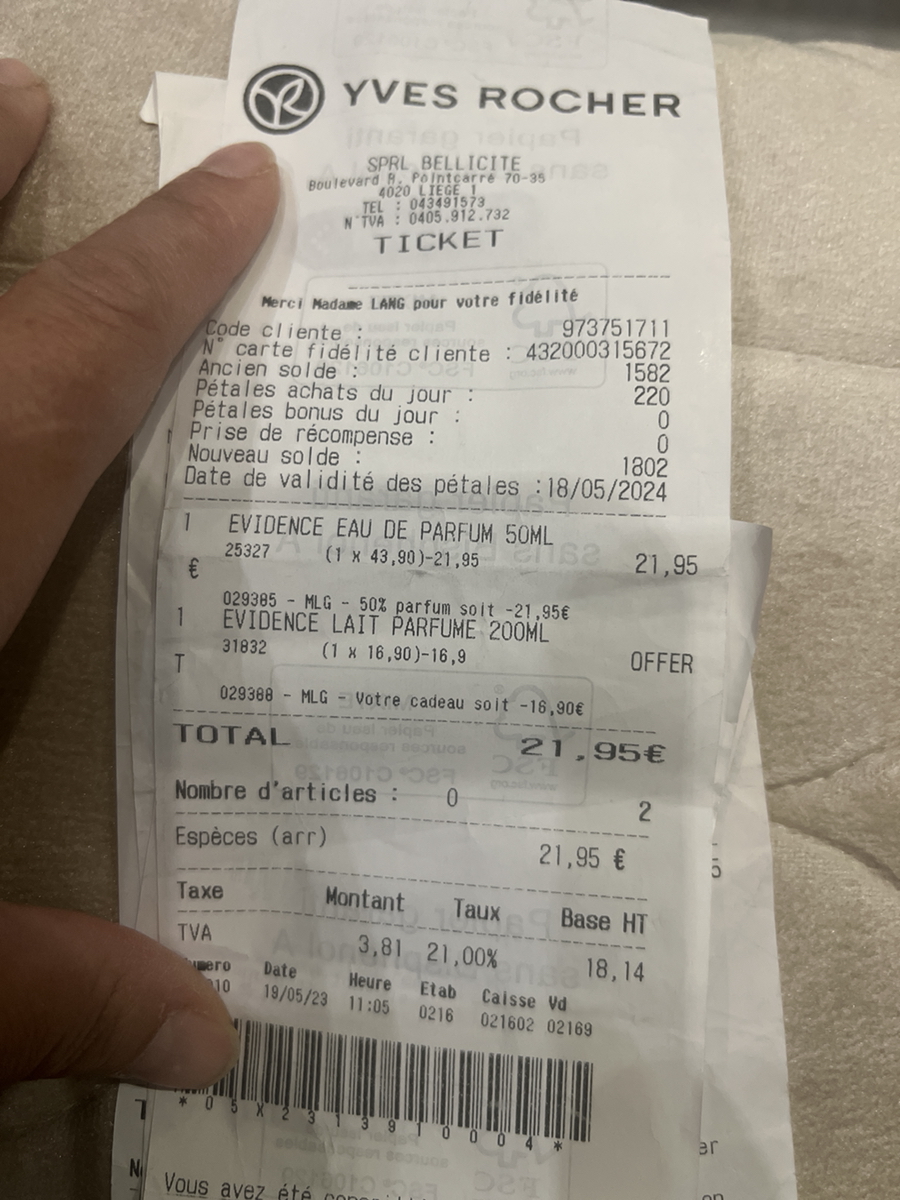 YVES ROCHER
SPRL BELLICITE
Boulevard R. Pointcarré 70-35
4020 LIEGE 1
TEL : 043491573
N°TVA : 0405.912.732
TICKET
Merci Madame LANG pour votre fidélité
Code cliente : 973751711
N° carte fidélité cliente : 432000315672
Ancien solde : 1582
Pétales achats du jour : 220
Pétales bonus du jour : 0
Prise de récompense : 0
Nouveau solde : 1802
Date de validité des pétales :18/05/2024
1 EVIDENCE EAU DE PARFUM 50ML
25327 (1 x 43,90)-21,95 21,95
€
029385 - MLG - 50% parfum soit -21,95€
1 EVIDENCE LAIT PARFUME 200ML
31832 (1 x 16,90)-16,9 OFFER
T
029388 - MLG - Votre cadeau soit -16,90€
TOTAL 21,95€
Nombre d'articles : 0 2
Espèces (arr) 21,95 €
Taxe Montant Taux Base HT
TVA 3,81 21,00% 18,14
Date Heure Etab Caisse Vd
19/05/23 11:05 0216 021602 02169
*05X2313910004*
Vous avez été